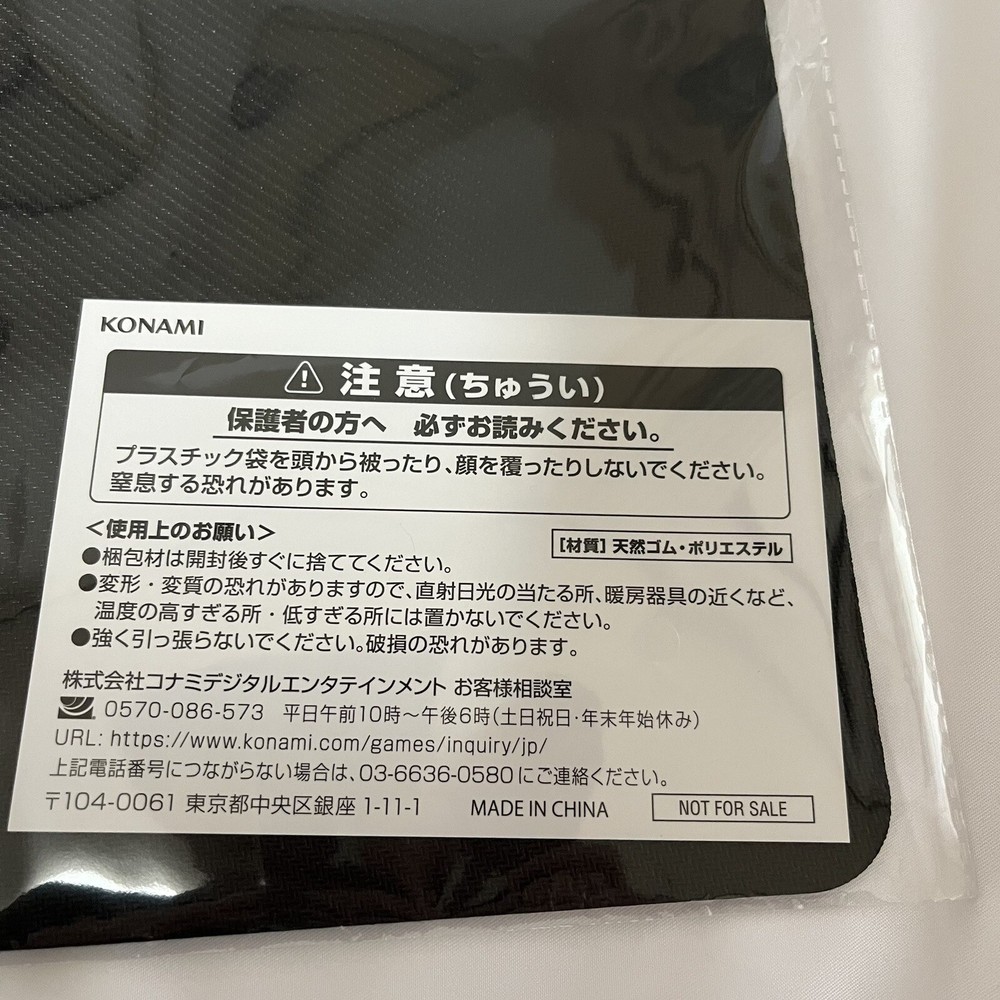 KONAMI
注意(ちゅうい)
保護者の方へ 必ずお読みください。
プラスチック袋を頭から被ったり、顔を覆ったりしないでください。
窒息する恐れがあります。
<使用上のお願い>
[材質] 天然ゴム・ポリエステル
●梱包材は開封後すぐに捨ててください。
●変形・変質の恐れがありますので、直射日光の当たる所、暖房器具の近くなど、
温度の高すぎる所・低すぎる所には置かないでください。
●強く引っ張らないでください。破損の恐れがあります。
株式会社コナミデジタルエンタテインメント お客様相談室
0570-086-573 平日午前10時〜午後6時(土日祝日・年末年始休み)
URL: https://www.konami.com/games/inquiry/jp/
上記電話番号につながらない場合は、03-6636-0580にご連絡ください。
〒104-0061 東京都中央区銀座 1-11-1 MADE IN CHINA NOT FOR SALE